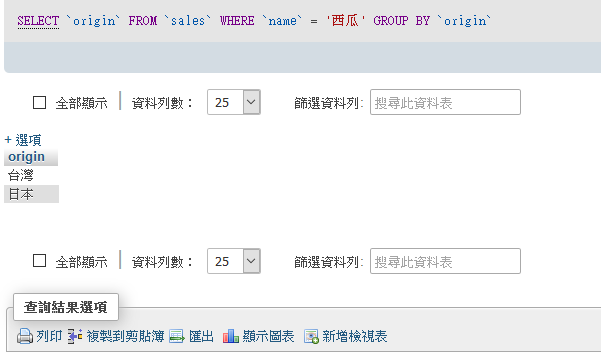 SELECT `origin` FROM `sales` WHERE `name` = '西瓜' GROUP BY `origin`
全部顯示 | 資料列數： 25 篩選資料列: 搜尋此資料表
+ 選項
origin
台灣
日本
全部顯示 | 資料列數： 25 篩選資料列: 搜尋此資料表
查詢結果選項
列印 複製到剪貼簿 匯出 顯示圖表 新增檢視表